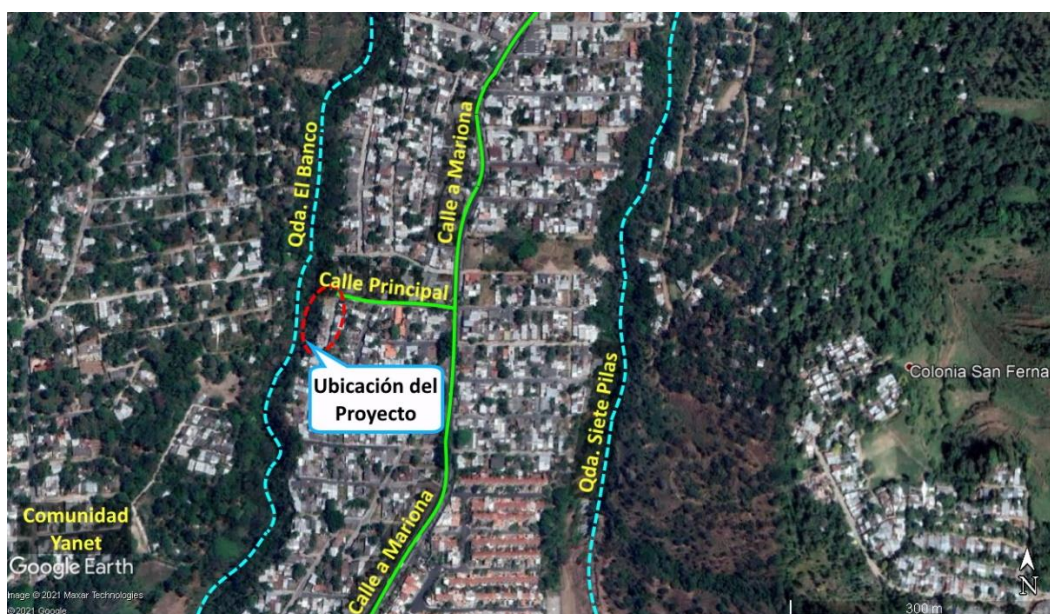 Qda. El Banco
Calle a Mariona
Calle Principal
Ubicación del
Proyecto
Qda. Siete Pilas
Colonia San Ferna
Comunidad
Yanet
Calle a Mariona
Google Earth
Image © 2021 Maxar Technologies
©2021 Google
300 m
N